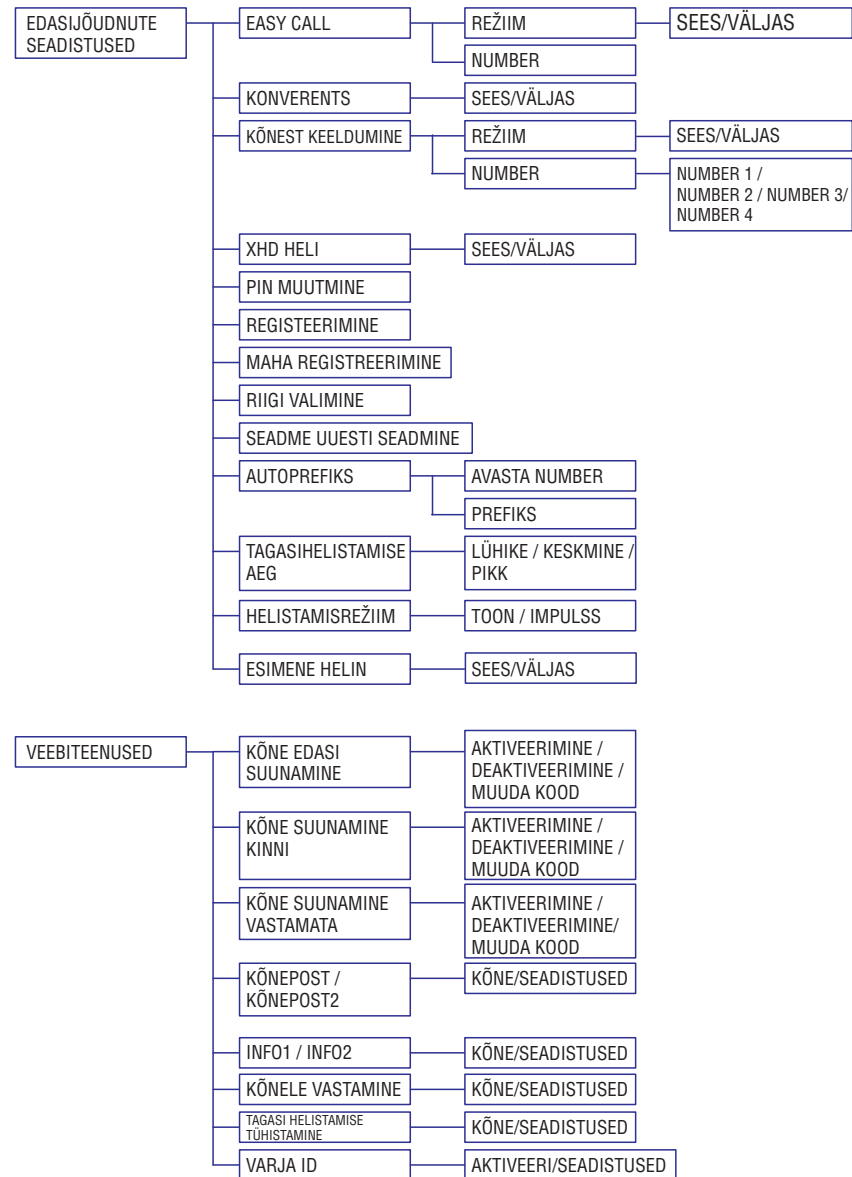 EDASIJÕUDNUTE
SEADISTUSED
EASY CALL
REŽIIM
SEES/VÄLJAS
NUMBER
KONVERENTS
SEES/VÄLJAS
KÕNEST KEELDUMINE
REŽIIM
SEES/VÄLJAS
NUMBER
NUMBER 1 /
NUMBER 2 / NUMBER 3/
NUMBER 4
XHD HELI
SEES/VÄLJAS
PIN MUUTMINE
REGISTEERIMINE
MAHA REGISTREERIMINE
RIIGI VALIMINE
SEADME UUESTI SEADMINE
AUTOPREFIKS
AVASTA NUMBER
PREFIKS
TAGASIHELISTAMISE
AEG
LÜHIKE / KESKMINE /
PIKK
HELISTAMISREŽIIM
TOON / IMPULSS
ESIMENE HELIN
SEES/VÄLJAS
VEEBITEENUSED
KÕNE EDASI
SUUNAMINE
AKTIVEERIMINE /
DEAKTIVEERIMINE /
MUUDA KOOD
KÕNE SUUNAMINE
KINNI
AKTIVEERIMINE /
DEAKTIVEERIMINE /
MUUDA KOOD
KÕNE SUUNAMINE
VASTAMATA
AKTIVEERIMINE /
DEAKTIVEERIMINE/
MUUDA KOOD
KÕNEPOST /
KÕNEPOST2
KÕNE/SEADISTUSED
INFO1 / INFO2
KÕNE/SEADISTUSED
KÕNELE VASTAMINE
KÕNE/SEADISTUSED
TAGASI HELISTAMISE
TÜHISTAMINE
KÕNE/SEADISTUSED
VARJA ID
AKTIVEERI/SEADISTUSED